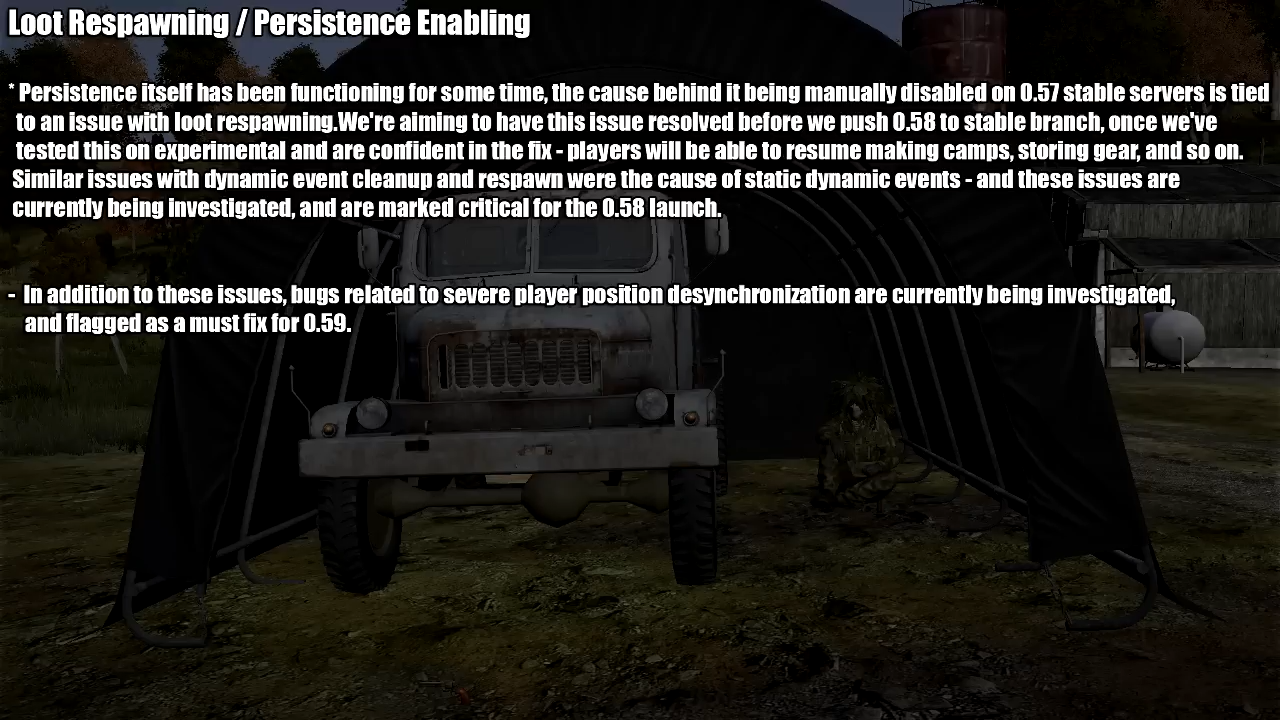 Loot Respawning / Persistence Enabling
* Persistence itself has been functioning for some time, the cause behind it being manually disabled on 0.57 stable servers is tied
to an issue with loot respawning.We're aiming to have this issue resolved before we push 0.58 to stable branch, once we've
tested this on experimental and are confident in the fix - players will be able to resume making camps, storing gear, and so on.
Similar issues with dynamic event cleanup and respawn were the cause of static dynamic events - and these issues are
currently being investigated, and are marked critical for the 0.58 launch.
- In addition to these issues, bugs related to severe player position desynchronization are currently being investigated,
and flagged as a must fix for 0.59.